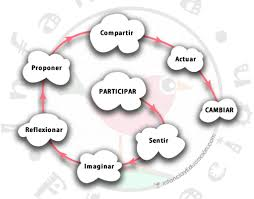 Compartir
Actuar
Proponer
PARTICIPAR
CAMBIAR
Reflexionar
Sentir
Imaginar